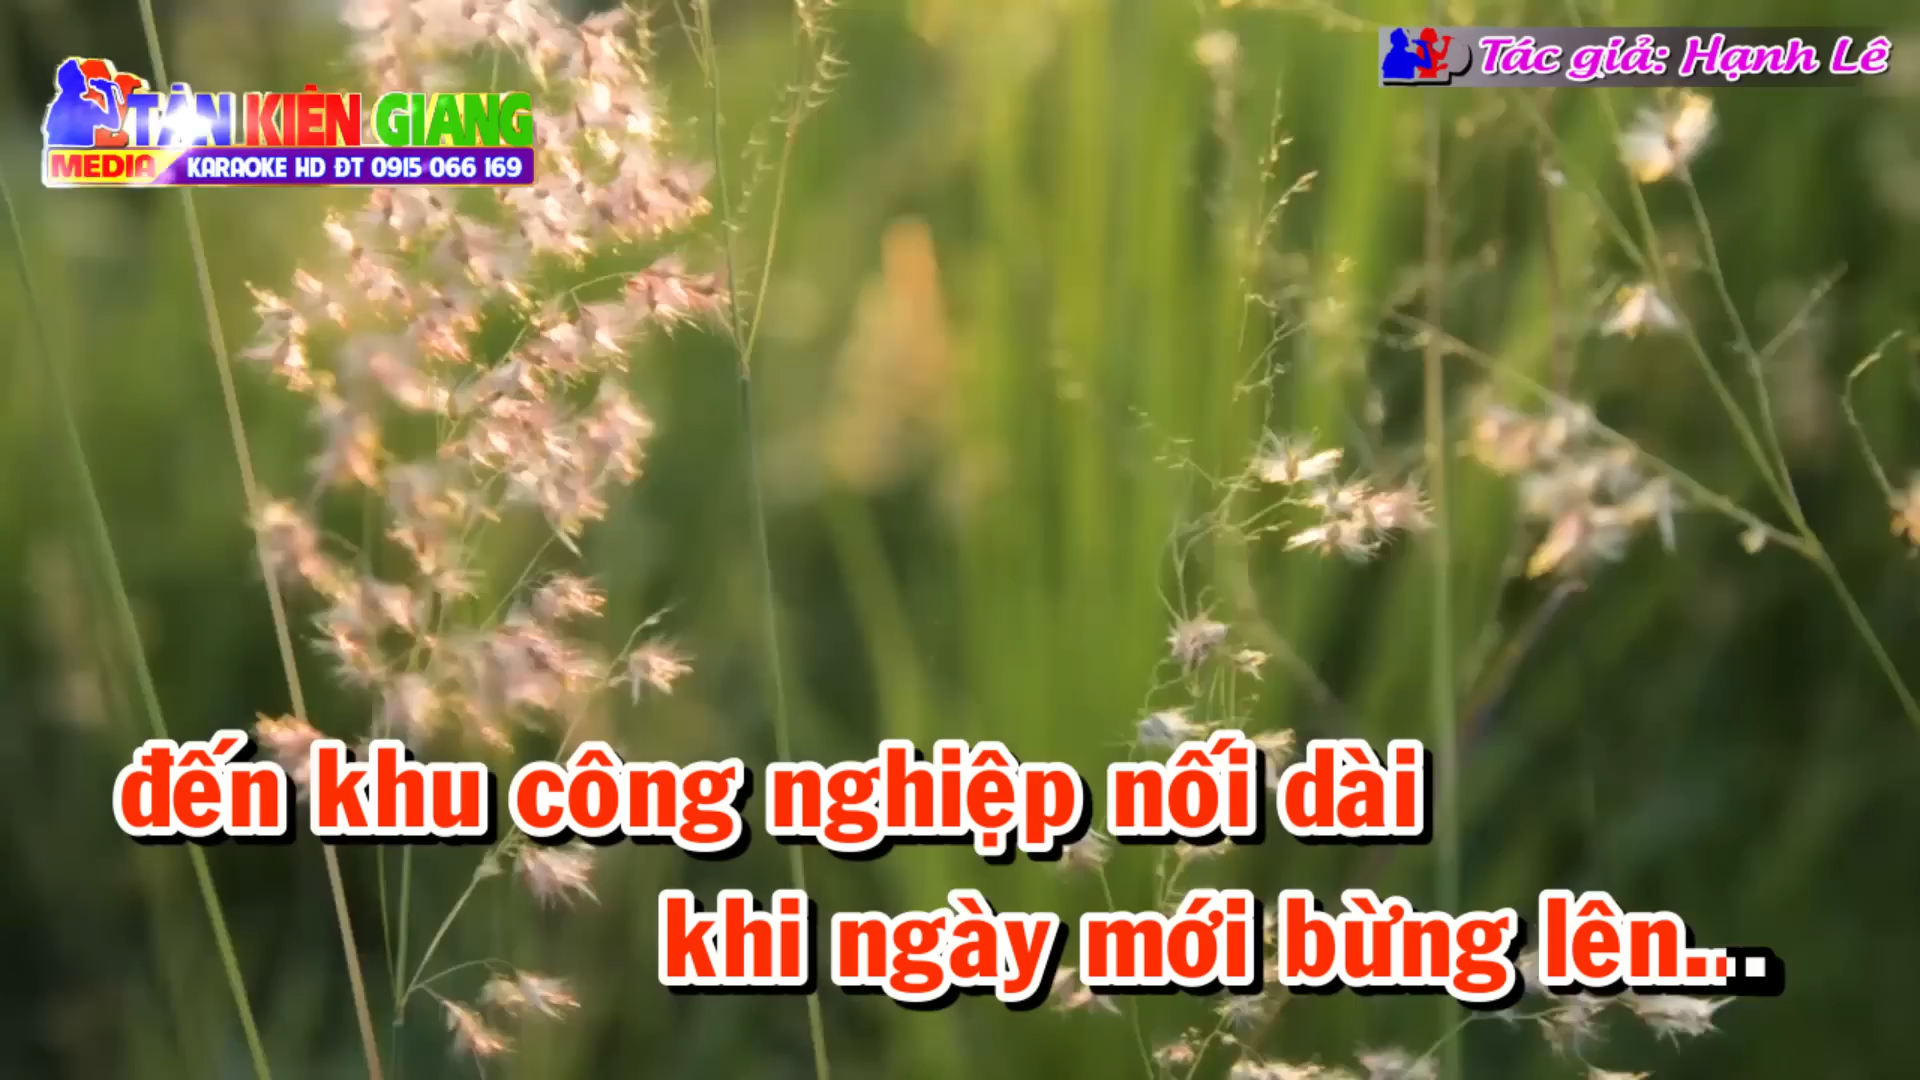 Tác giả: Hạnh Lê
TÂN KIÊN GIANG
MEDIA KARAOKE HD ĐT 0915 066 169
đến khu công nghiệp nối dài
khi ngày mới bừng lên...